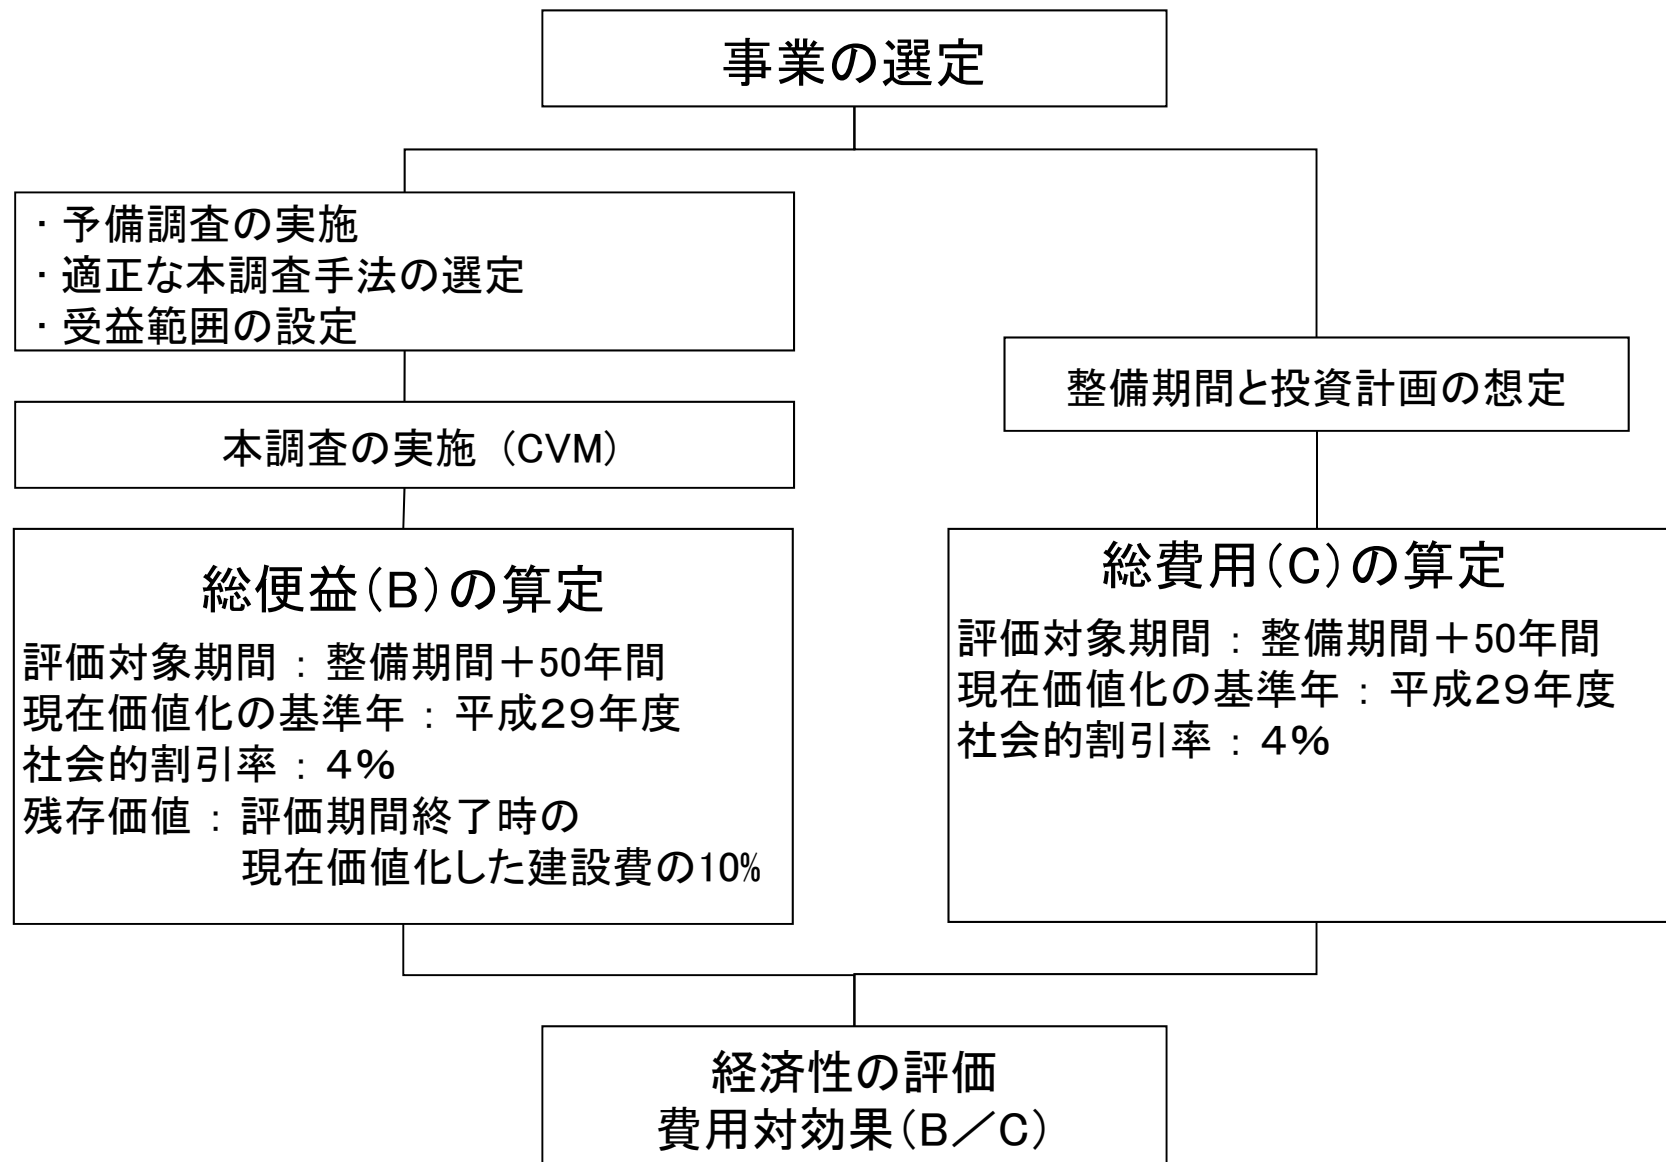 事業の選定
・予備調査の実施
・適正な本調査手法の選定
・受益範囲の設定
整備期間と投資計画の想定
本調査の実施（CVM）
総便益（B）の算定
評価対象期間：整備期間＋50年間
現在価値化の基準年：平成２９年度
社会的割引率：４％
残存価値：評価期間終了時の
現在価値化した建設費の10%
総費用（C）の算定
評価対象期間：整備期間＋50年間
現在価値化の基準年：平成２９年度
社会的割引率：４％
経済性の評価
費用対効果（B／C）